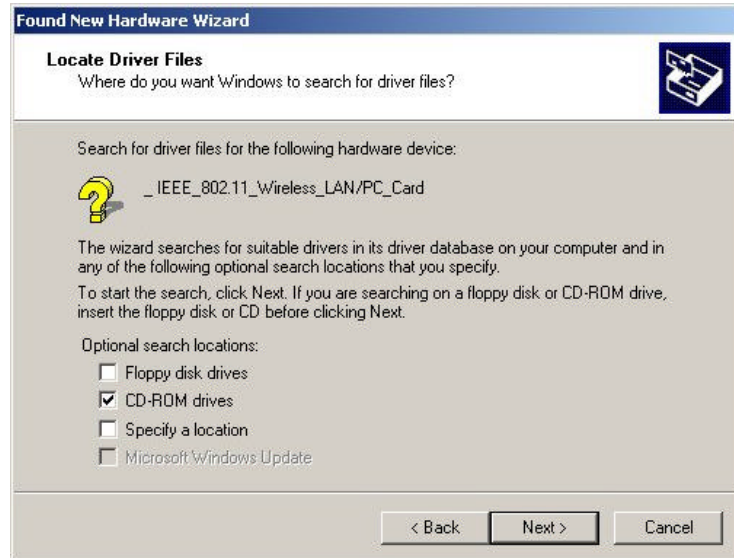 Found New Hardware Wizard
Locate Driver Files
Where do you want Windows to search for driver files?
Search for driver files for the following hardware device:
_ IEEE_802.11_Wireless_LAN/PC_Card
The wizard searches for suitable drivers in its driver database on your computer and in
any of the following optional search locations that you specify.
To start the search, click Next. If you are searching on a floppy disk or CD-ROM drive,
insert the floppy disk or CD before clicking Next.
Optional search locations:
Floppy disk drives
CD-ROM drives
Specify a location
Microsoft Windows Update
< Back Next > Cancel